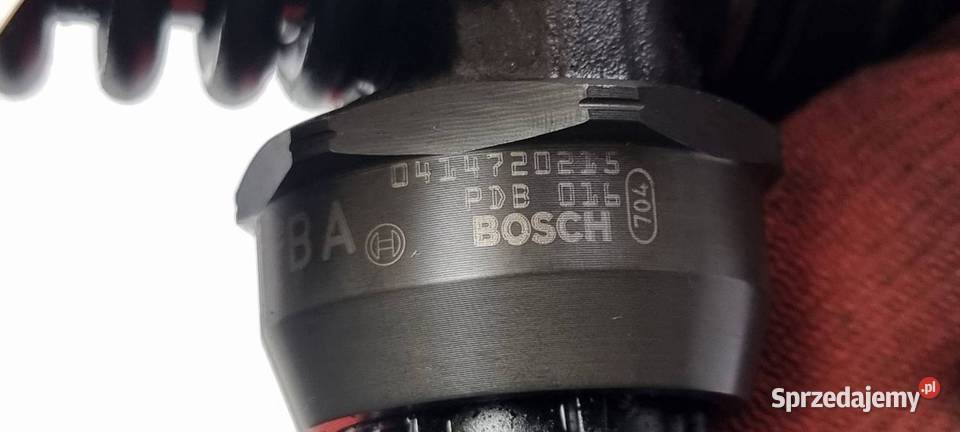 0414720215
PDB 016
BOSCH
704
BA
Sprzedajemy.pl